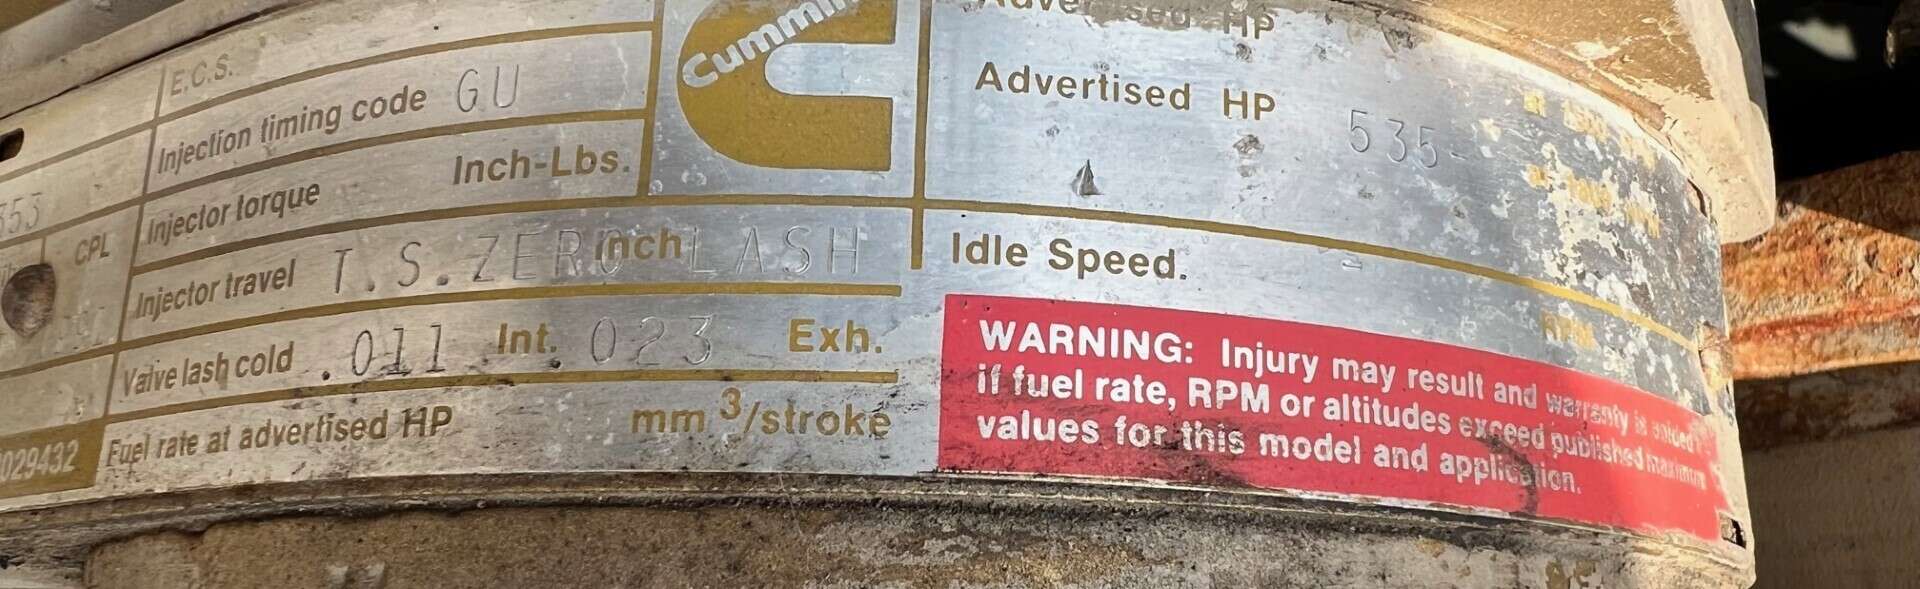 E.C.S.
Injection timing code GU
Injector torque Inch-Lbs.
Injector travel T.S. ZERO LASH inch
Valve lash cold .011 Int. .023 Exh.
Fuel rate at advertised HP mm3/stroke
353
CPL
029432
Cummin
Advertised HP
Advertised HP 535-
Idle Speed. - RPM
WARNING: Injury may result and warranty is voided
if fuel rate, RPM or altitudes exceed published maximum
values for this model and application.